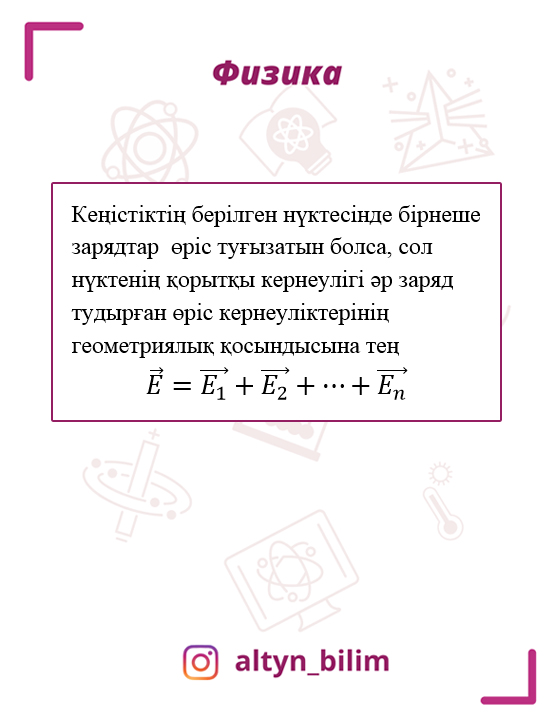 Физика
Кеңістіктің берілген нүктесінде бірнеше
зарядтар өріс туғызатын болса, сол
нүктенің қорытқы кернеулігі әр заряд
тудырған өріс кернеуліктерінің
геометриялық қосындысына тең
$\vec{E} = \overrightarrow{E_1} + \overrightarrow{E_2} + \cdots + \overrightarrow{E_n}$
altyn_bilim